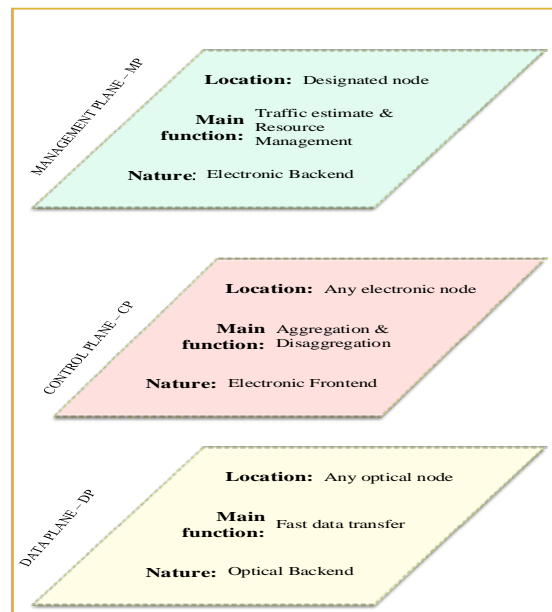 MANAGEMENT PLANE – MP
Location: Designated node
Main function: Traffic estimate &
Resource
Management
Nature: Electronic Backend
CONTROL PLANE – CP
Location: Any electronic node
Main function: Aggregation &
Disaggregation
Nature: Electronic Frontend
DATA PLANE – DP
Location: Any optical node
Main
function: Fast data transfer
Nature: Optical Backend